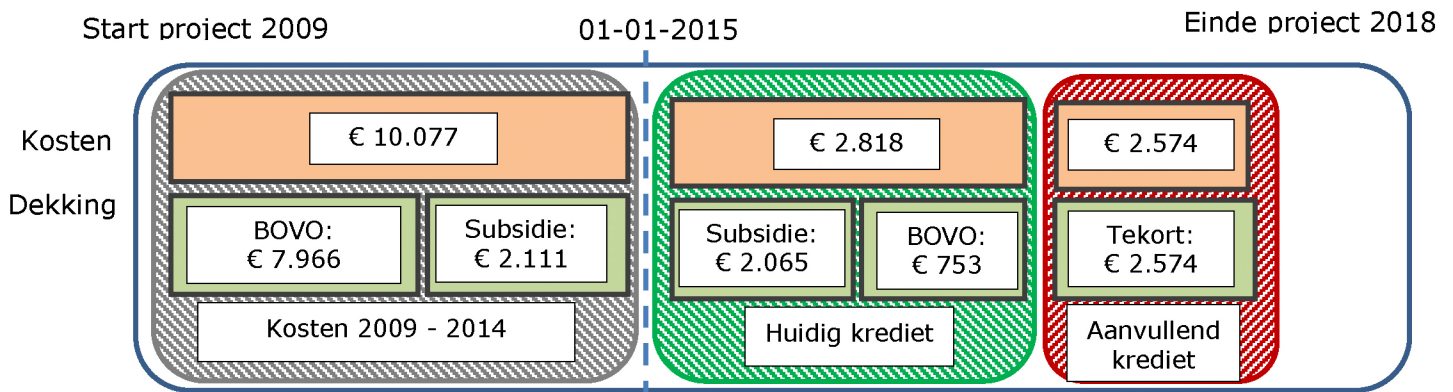 Start project 2009
01-01-2015
Einde project 2018
Kosten
€ 10.077
€ 2.818
€ 2.574
Dekking
BOVO:
€ 7.966
Subsidie:
€ 2.111
Subsidie:
€ 2.065
BOVO:
€ 753
Tekort:
€ 2.574
Kosten 2009 - 2014
Huidig krediet
Aanvullend
krediet